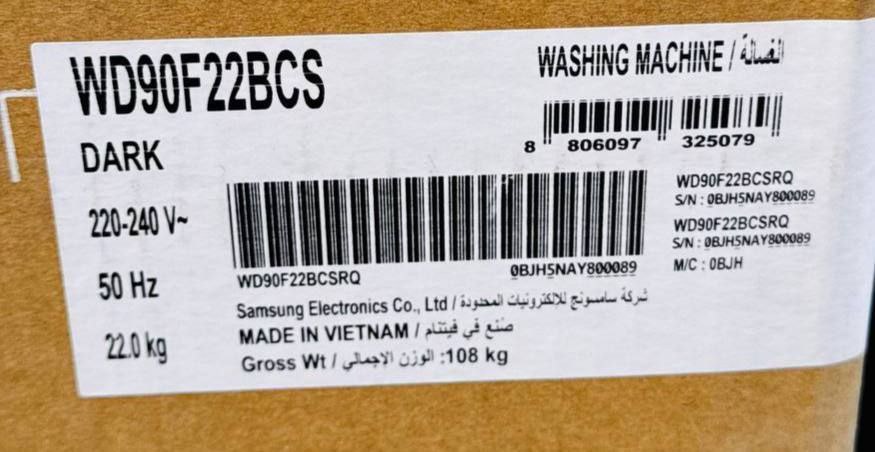 WD90F22BCS
WASHING MACHINE / الغسالة
8 806097 325079
DARK
220-240 V~
50 Hz
22.0 kg
WD90F22BCSRQ
0BJH5NAY800089
WD90F22BCSRQ
S/N : 0BJH5NAY800089
WD90F22BCSRQ
S/N : 0BJH5NAY800089
M/C : 0BJH
Samsung Electronics Co., Ltd / شركة سامسونج للإلكترونيات المحدودة
MADE IN VIETNAM / صنع في فيتنام
Gross Wt / الوزن الاجمالي :108 kg